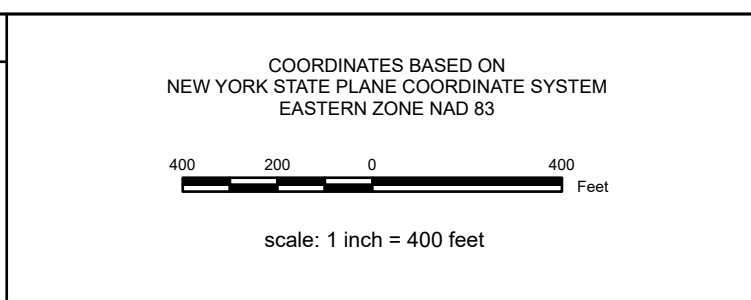 COORDINATES BASED ON
NEW YORK STATE PLANE COORDINATE SYSTEM
EASTERN ZONE NAD 83
400 200 0 400
Feet
scale: 1 inch = 400 feet